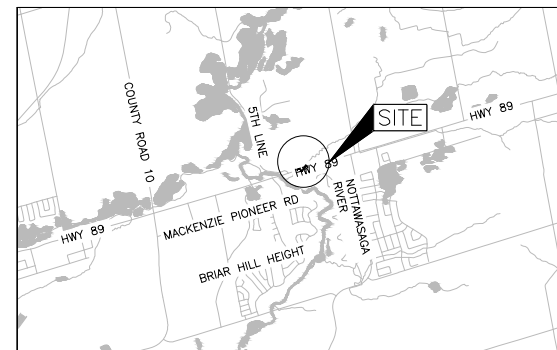 COUNTY ROAD 10
5TH LINE
SITE
HWY 89
HWY 89
NOTTAWASAGA
RIVER
MACKENZIE PIONEER RD
HWY 89
BRIAR HILL HEIGHT